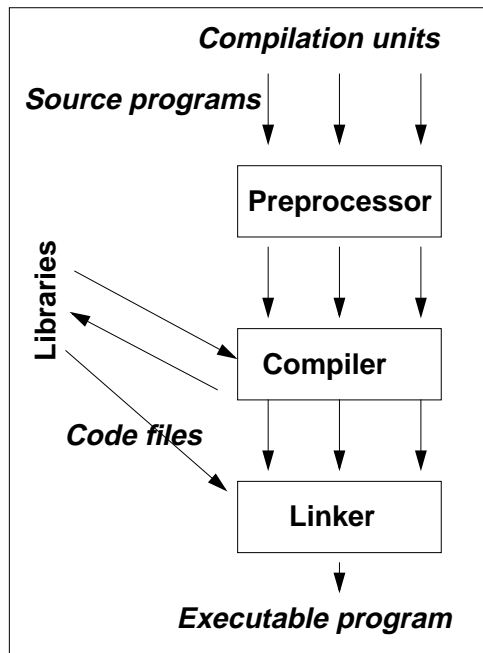 Compilation units
Source programs
Preprocessor
Libraries
Compiler
Code files
Linker
Executable program